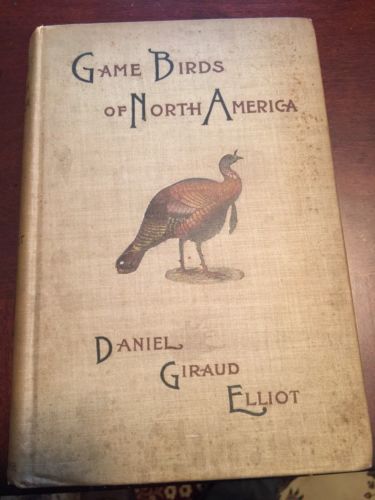 GAME BIRDS
OF NORTH AMERICA
DANIEL
GIRAUD
ELLIOT